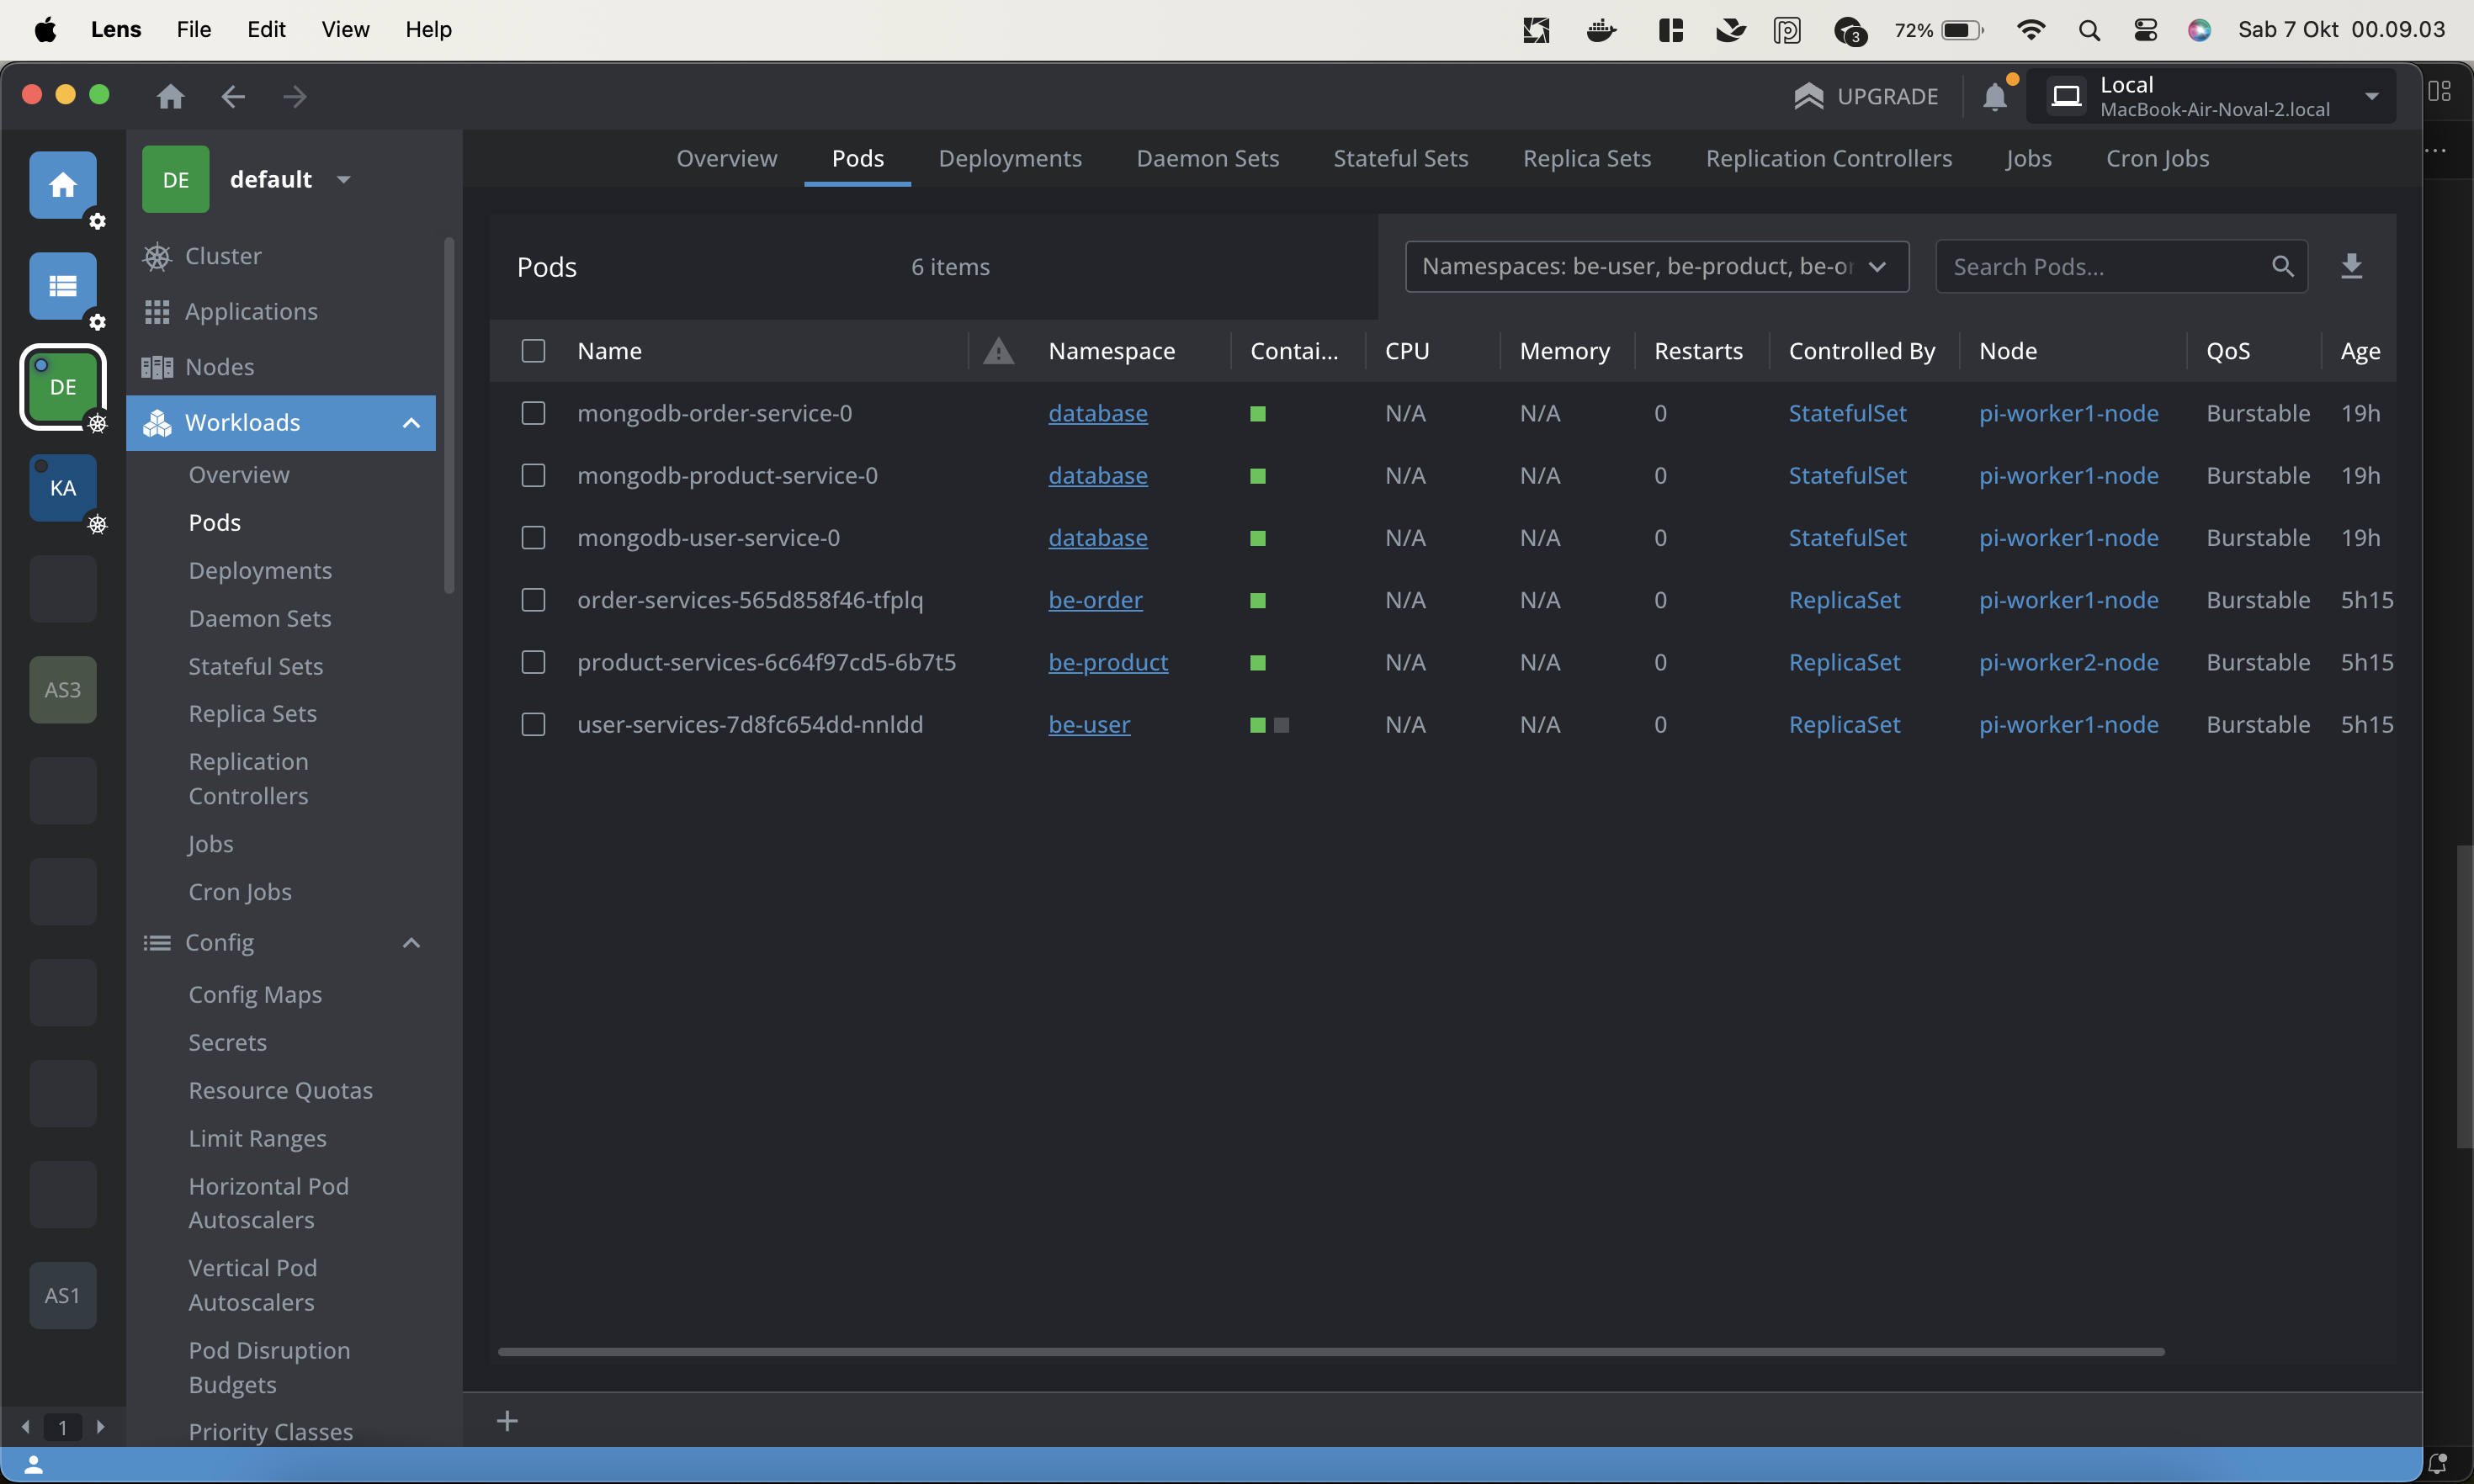 Lens File Edit View Help 3 72% Sab 7 Okt 00.09.03
UPGRADE
Local
MacBook-Air-Noval-2.local
DE
KA
AS3
AS1
1
DE default
Cluster
Applications
Nodes
Workloads
Overview
Pods
Deployments
Daemon Sets
Stateful Sets
Replica Sets
Replication
Controllers
Jobs
Cron Jobs
Config
Config Maps
Secrets
Resource Quotas
Limit Ranges
Horizontal Pod
Autoscalers
Vertical Pod
Autoscalers
Pod Disruption
Budgets
Priority Classes
Overview Pods Deployments Daemon Sets Stateful Sets Replica Sets Replication Controllers Jobs Cron Jobs
Pods 6 items Namespaces: be-user, be-product, be-or Search Pods...
Name Namespace Contai... CPU Memory Restarts Controlled By Node QoS Age
mongodb-order-service-0 database N/A N/A 0 StatefulSet pi-worker1-node Burstable 19h
mongodb-product-service-0 database N/A N/A 0 StatefulSet pi-worker1-node Burstable 19h
mongodb-user-service-0 database N/A N/A 0 StatefulSet pi-worker1-node Burstable 19h
order-services-565d858f46-tfplq be-order N/A N/A 0 ReplicaSet pi-worker1-node Burstable 5h15
product-services-6c64f97cd5-6b7t5 be-product N/A N/A 0 ReplicaSet pi-worker2-node Burstable 5h15
user-services-7d8fc654dd-nnldd be-user N/A N/A 0 ReplicaSet pi-worker1-node Burstable 5h15